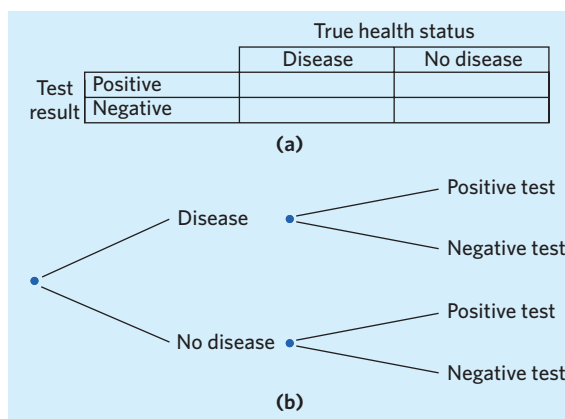 True health status
Disease No disease
Test result
Positive
Negative
(a)
Positive test
Disease
Negative test
Positive test
No disease
Negative test
(b)